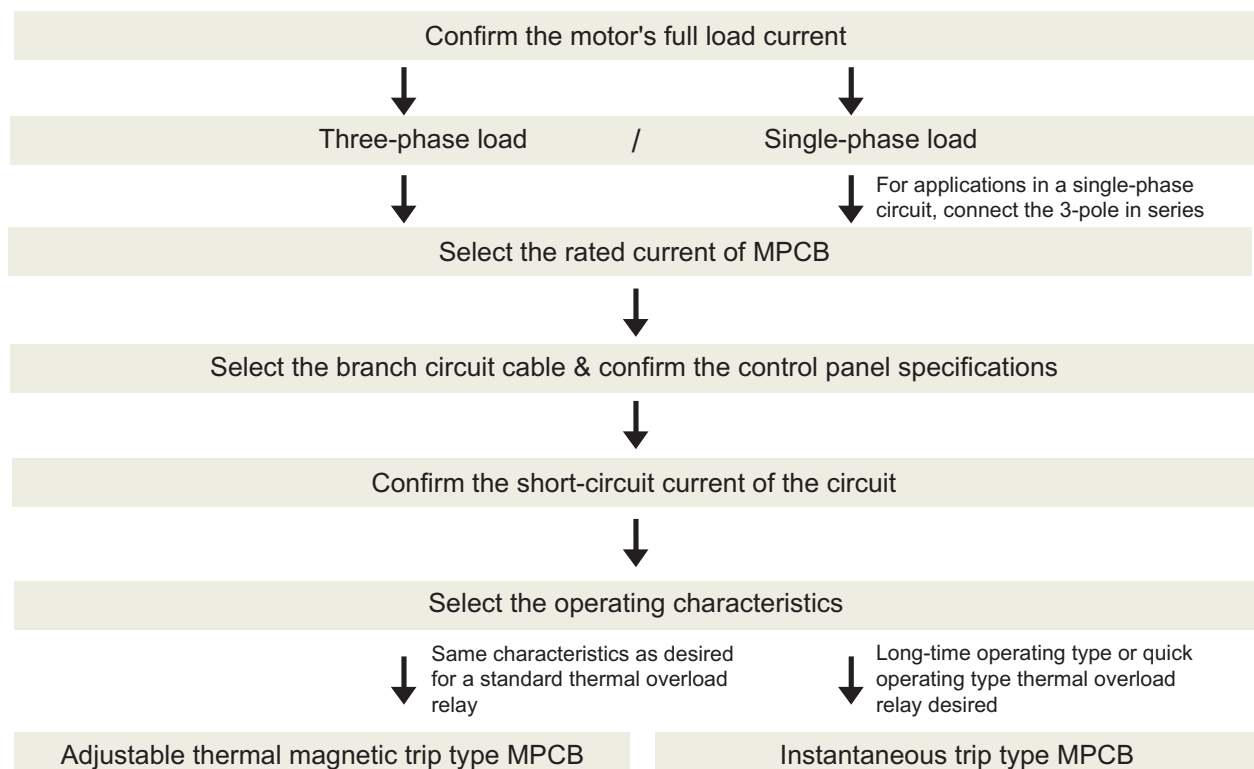 Confirm the motor's full load current
Three-phase load / Single-phase load
For applications in a single-phase
circuit, connect the 3-pole in series
Select the rated current of MPCB
Select the branch circuit cable & confirm the control panel specifications
Confirm the short-circuit current of the circuit
Select the operating characteristics
Same characteristics as desired
for a standard thermal overload
relay
Long-time operating type or quick
operating type thermal overload
relay desired
Adjustable thermal magnetic trip type MPCB
Instantaneous trip type MPCB